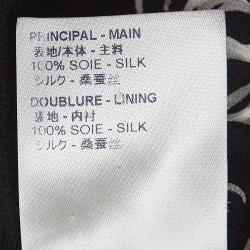 PRINCIPAL - MAIN
表地/本体 - 主料
100% SOIE - SILK
シルク - 桑蚕丝
DOUBLURE - LINING
裏地 - 内衬
100% SOIE - SILK
シルク - 桑蚕丝